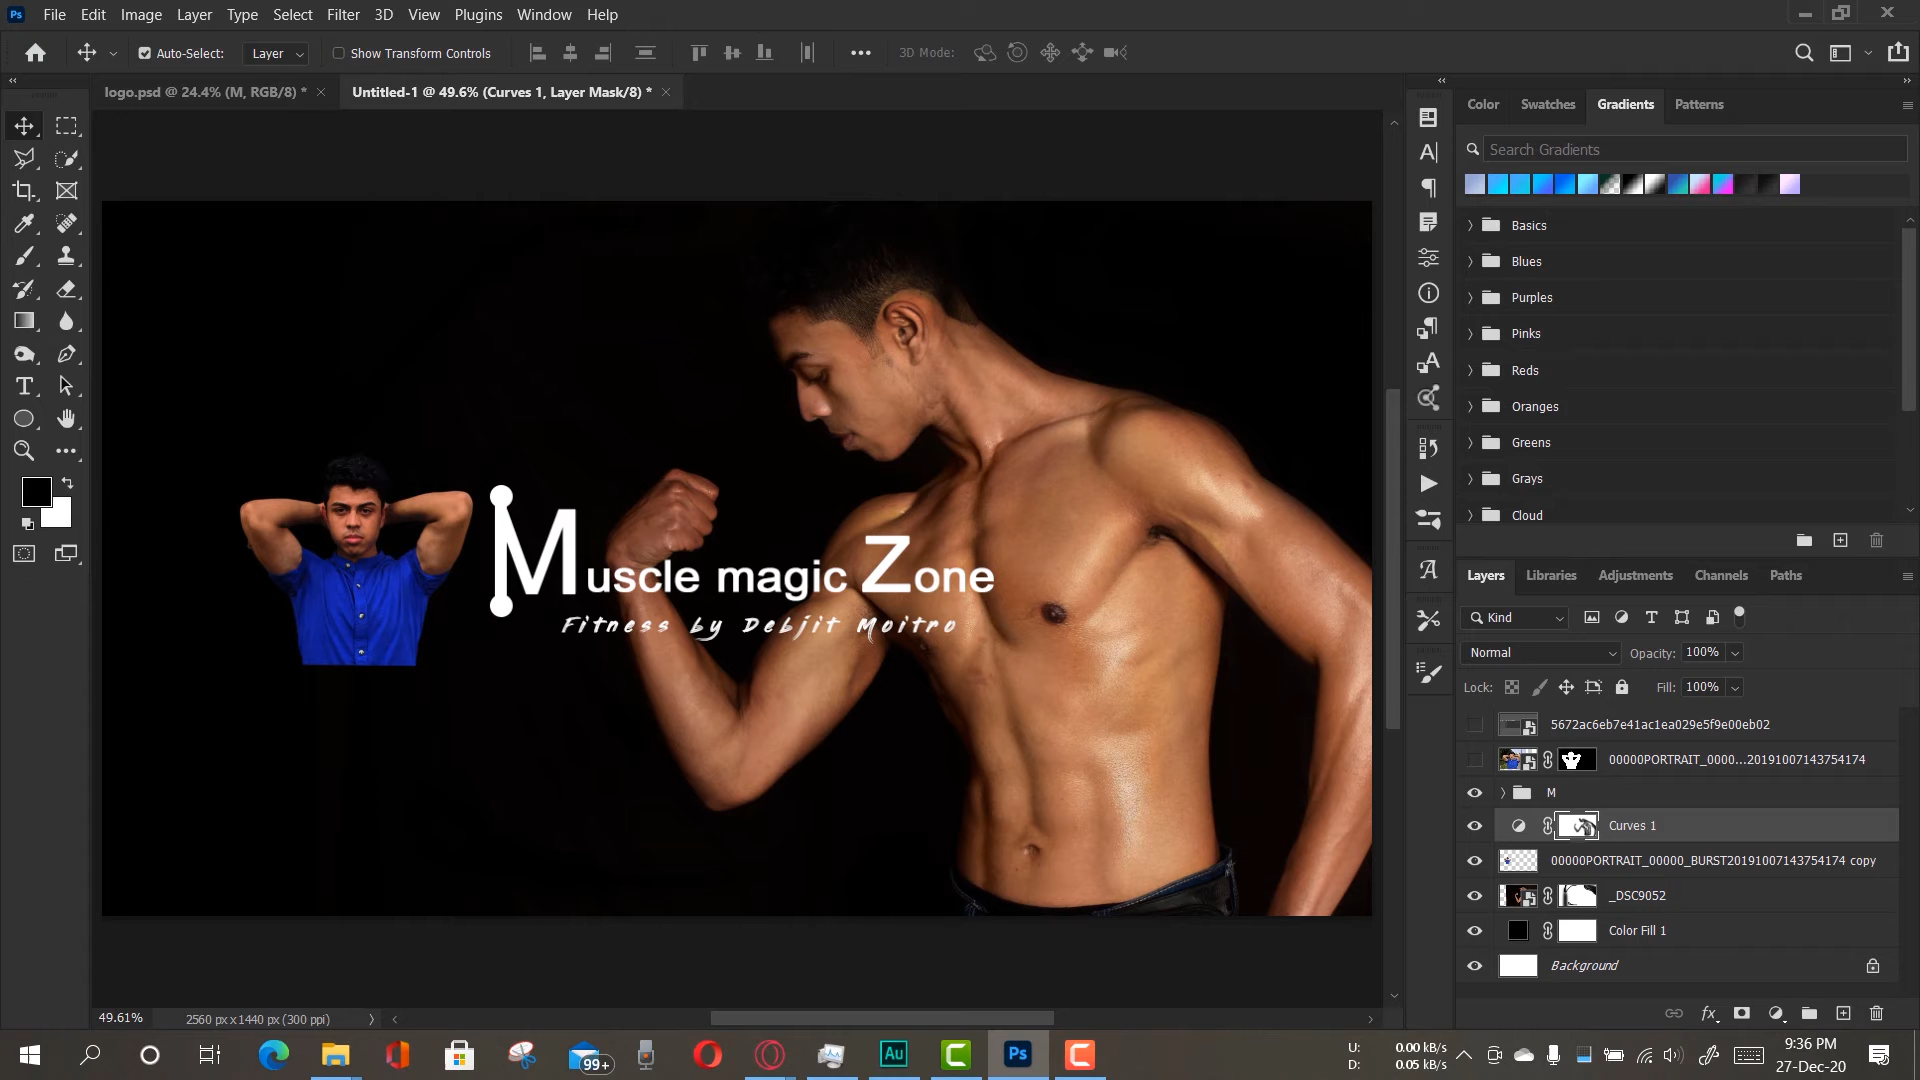 Ps File Edit Image Layer Type Select Filter 3D View Plugins Window Help
Auto-Select: Layer Show Transform Controls 3D Mode:
logo.psd @ 24.4% (M, RGB/8) * Untitled-1 @ 49.6% (Curves 1, Layer Mask/8) *
Color Swatches Gradients Patterns
Search Gradients
Basics
Blues
Purples
Pinks
Reds
Oranges
Greens
Grays
Cloud
Muscle magic Zone
Fitness by Debjit Moitro
Layers Libraries Adjustments Channels Paths
Kind
Normal Opacity: 100%
Lock: Fill: 100%
5672ac6eb7e41ac1ea029e5f9e00eb02
00000PORTRAIT_0000...20191007143754174
M
Curves 1
00000PORTRAIT_00000_BURST20191007143754174 copy
_DSC9052
Color Fill 1
Background
49.61% 2560 px x 1440 px (300 ppi)
99+ Au Ps
U: 0.00 kB/s
D: 0.05 kB/s
9:36 PM
27-Dec-20